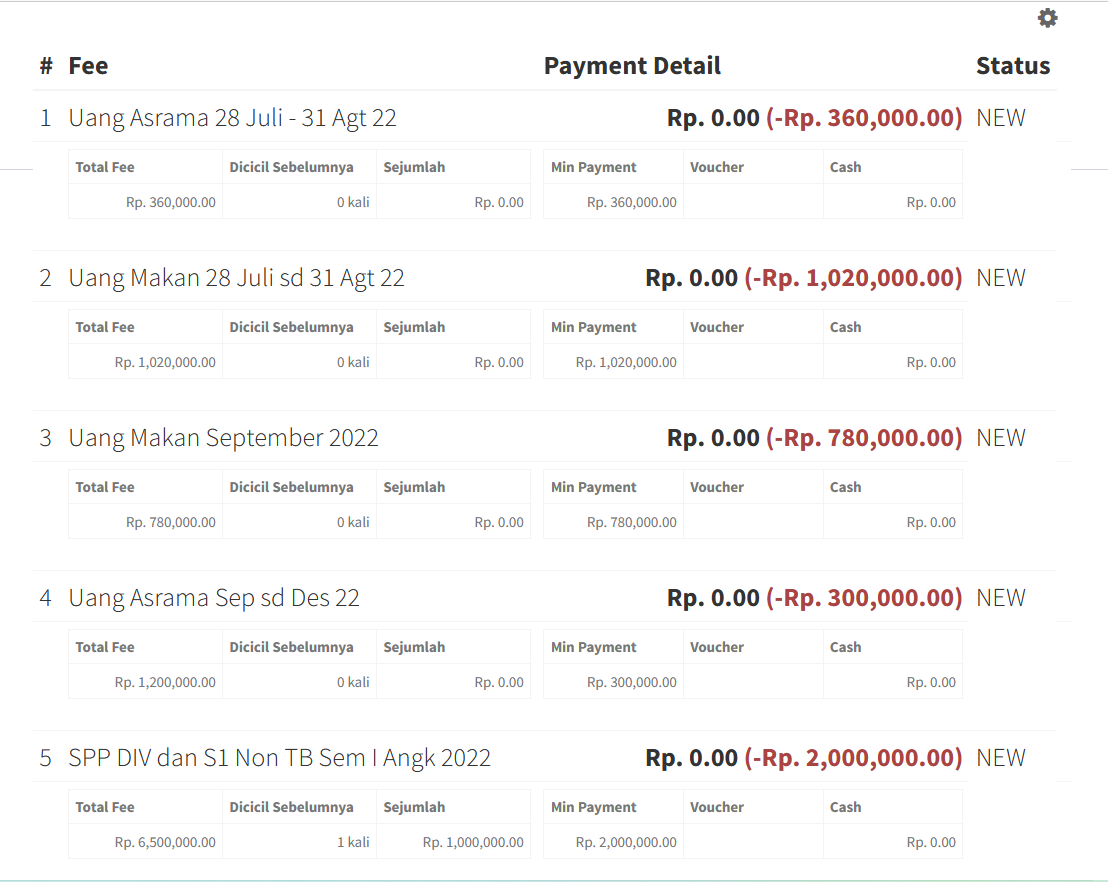 # Fee Payment Detail Status
1 Uang Asrama 28 Juli - 31 Agt 22 Rp. 0.00 (-Rp. 360,000.00) NEW
Total Fee Dicicil Sebelumnya Sejumlah Min Payment Voucher Cash
Rp. 360,000.00 0 kali Rp. 0.00 Rp. 360,000.00 Rp. 0.00
2 Uang Makan 28 Juli sd 31 Agt 22 Rp. 0.00 (-Rp. 1,020,000.00) NEW
Total Fee Dicicil Sebelumnya Sejumlah Min Payment Voucher Cash
Rp. 1,020,000.00 0 kali Rp. 0.00 Rp. 1,020,000.00 Rp. 0.00
3 Uang Makan September 2022 Rp. 0.00 (-Rp. 780,000.00) NEW
Total Fee Dicicil Sebelumnya Sejumlah Min Payment Voucher Cash
Rp. 780,000.00 0 kali Rp. 0.00 Rp. 780,000.00 Rp. 0.00
4 Uang Asrama Sep sd Des 22 Rp. 0.00 (-Rp. 300,000.00) NEW
Total Fee Dicicil Sebelumnya Sejumlah Min Payment Voucher Cash
Rp. 1,200,000.00 0 kali Rp. 0.00 Rp. 300,000.00 Rp. 0.00
5 SPP DIV dan S1 Non TB Sem I Angk 2022 Rp. 0.00 (-Rp. 2,000,000.00) NEW
Total Fee Dicicil Sebelumnya Sejumlah Min Payment Voucher Cash
Rp. 6,500,000.00 1 kali Rp. 1,000,000.00 Rp. 2,000,000.00 Rp. 0.00